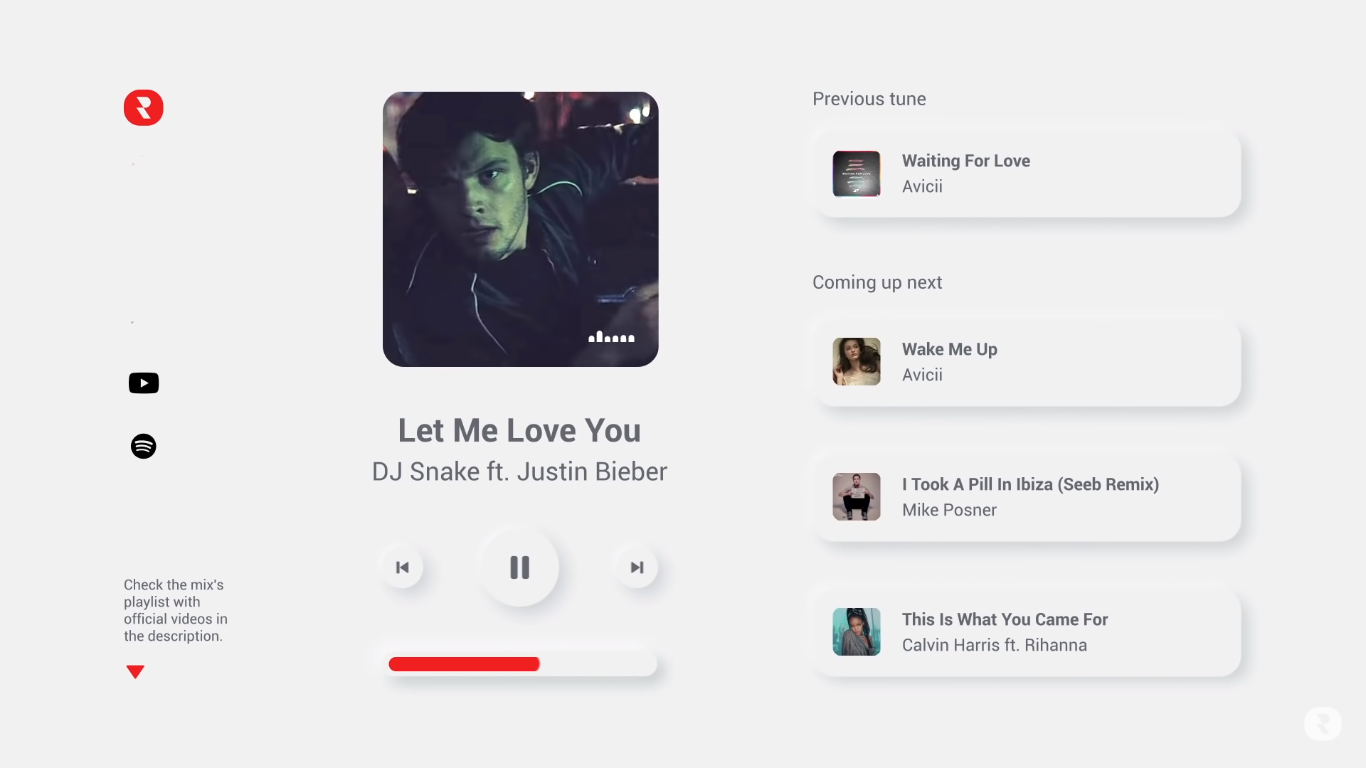 Previous tune
Waiting For Love
Avicii
Coming up next
Wake Me Up
Avicii
Let Me Love You
DJ Snake ft. Justin Bieber
I Took A Pill In Ibiza (Seeb Remix)
Mike Posner
This Is What You Came For
Calvin Harris ft. Rihanna
Check the mix's
playlist with
official videos in
the description.